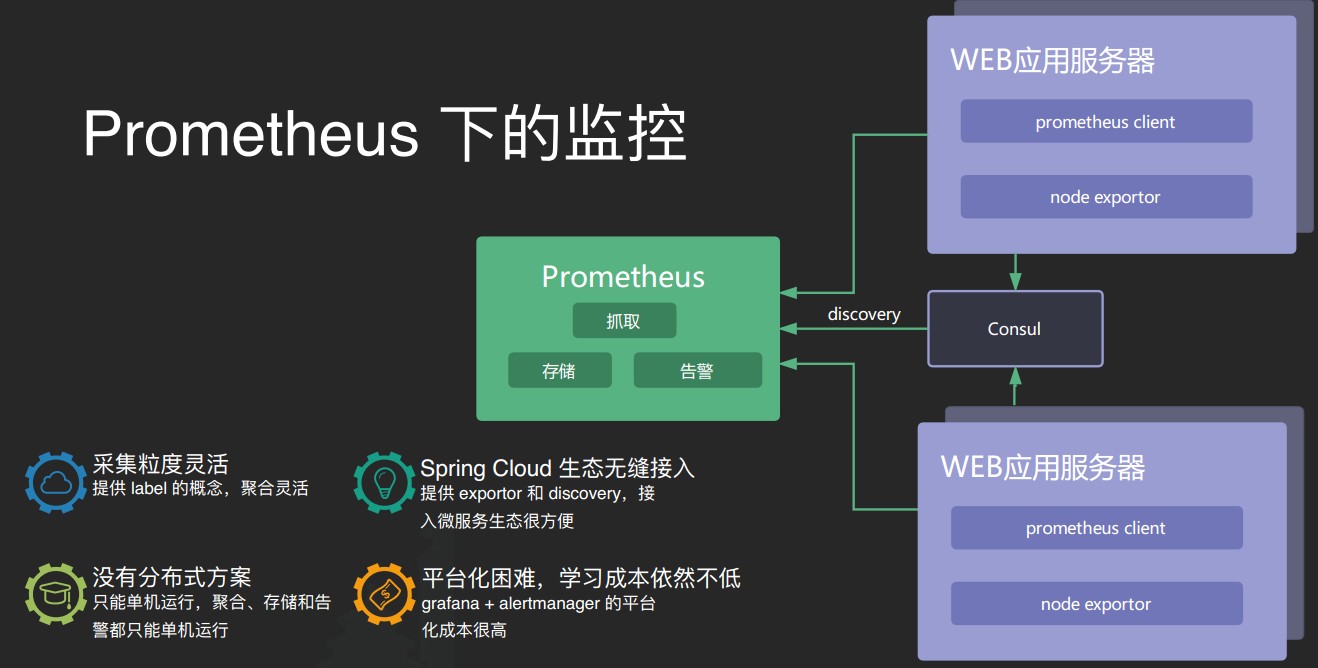 Prometheus 下的监控
WEB应用服务器
prometheus client
node exportor
Prometheus
抓取
存储
告警
discovery
Consul
WEB应用服务器
prometheus client
node exportor
采集粒度灵活
提供 label 的概念，聚合灵活
Spring Cloud 生态无缝接入
提供 exportor 和 discovery，接
入微服务生态很方便
没有分布式方案
只能单机运行，聚合、存储和告
警都只能单机运行
平台化困难，学习成本依然不低
grafana + alertmanager 的平台
化成本很高